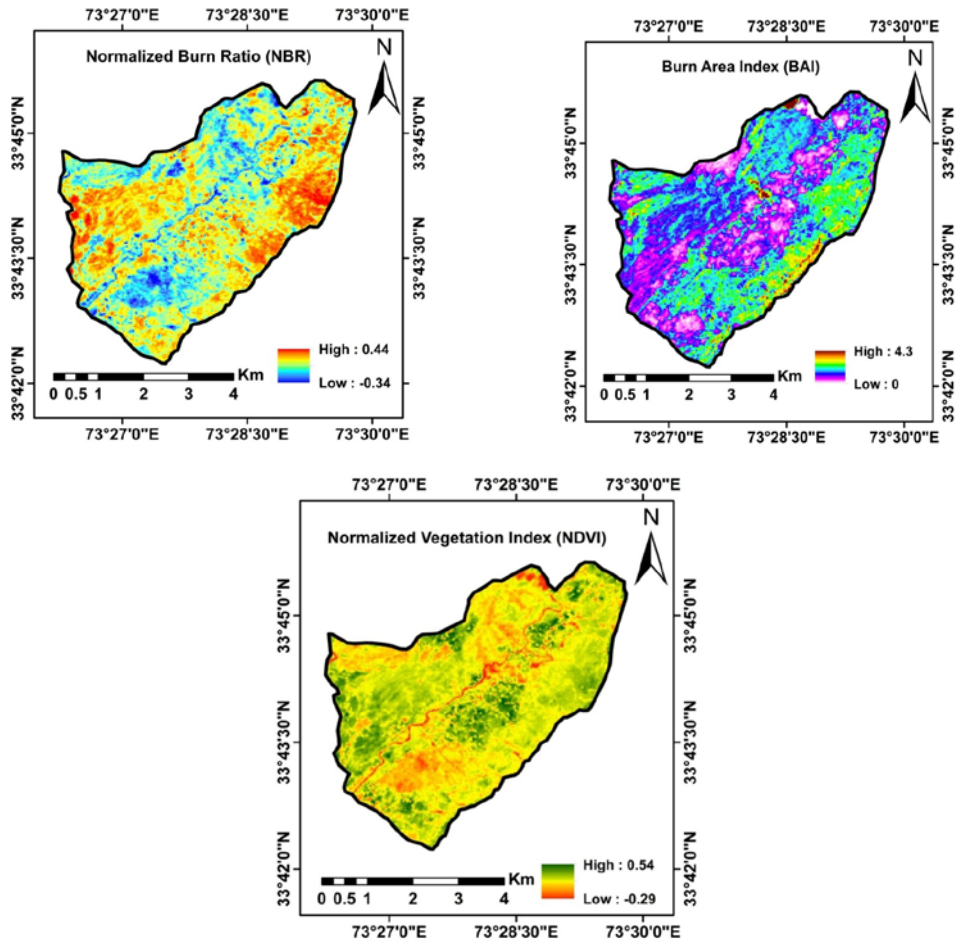 73°27'0"E 73°28'30"E 73°30'0"E
Normalized Burn Ratio (NBR)
N
33°45'0"N
33°43'30"N
33°42'0"N
33°45'0"N
33°43'30"N
33°42'0"N
High : 0.44
Low : -0.34
Km
0 0.5 1 2 3 4
73°27'0"E 73°28'30"E 73°30'0"E
73°27'0"E 73°28'30"E 73°30'0"E
Burn Area Index (BAI)
N
33°45'0"N
33°43'30"N
33°42'0"N
33°45'0"N
33°43'30"N
33°42'0"N
High : 4.3
Low : 0
Km
0 0.5 1 2 3 4
73°27'0"E 73°28'30"E 73°30'0"E
73°27'0"E 73°28'30"E 73°30'0"E
Normalized Vegetation Index (NDVI)
N
33°45'0"N
33°43'30"N
33°42'0"N
33°45'0"N
33°43'30"N
33°42'0"N
High : 0.54
Low : -0.29
Km
0 0.5 1 2 3 4
73°27'0"E 73°28'30"E 73°30'0"E